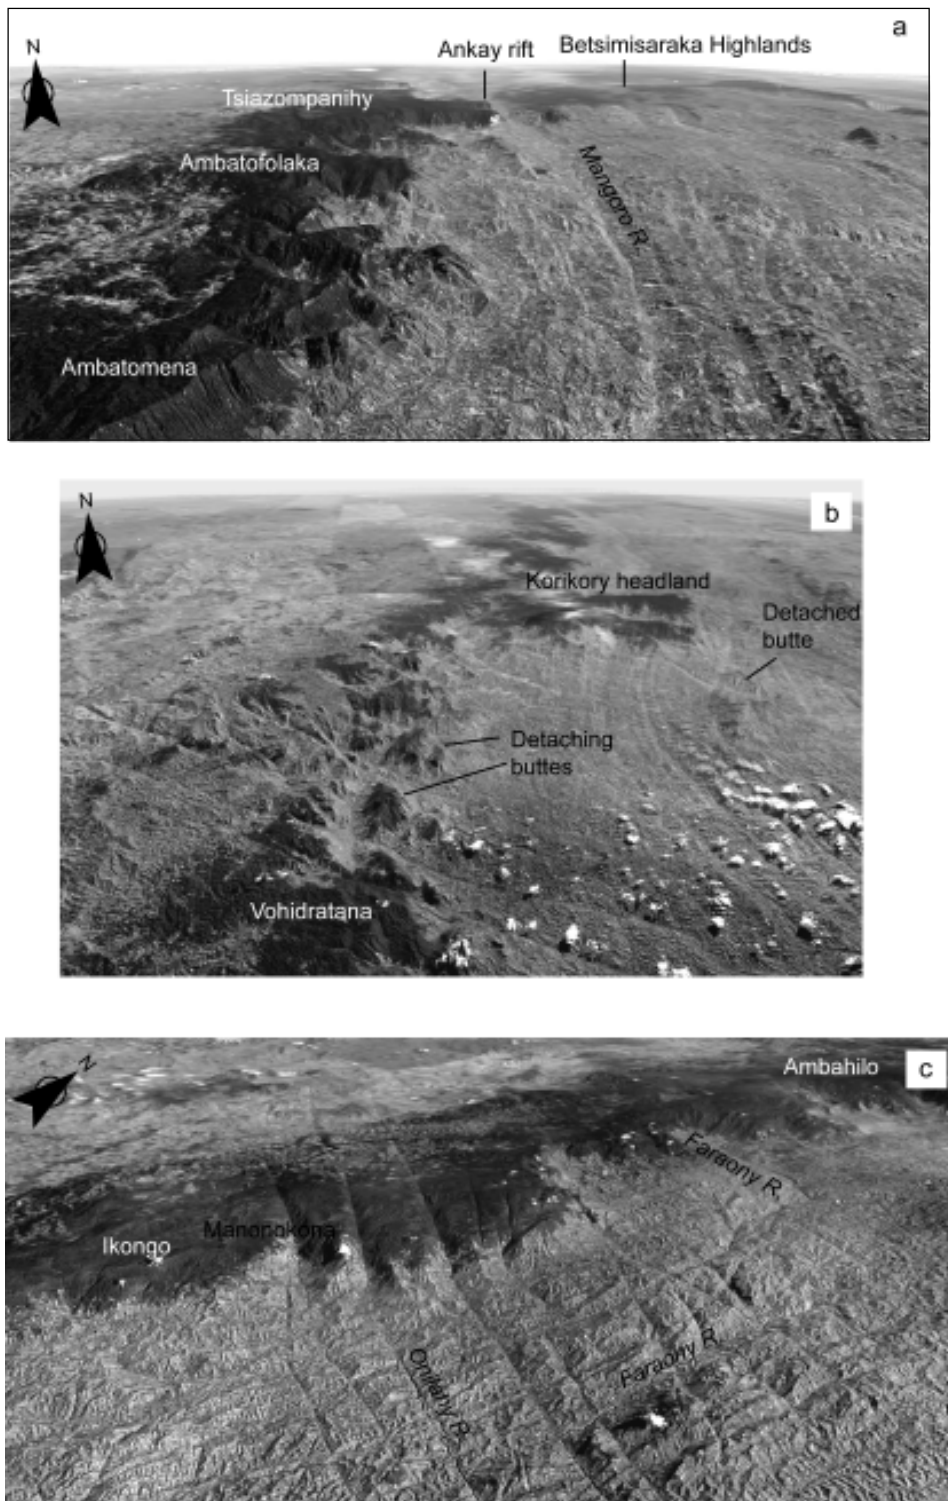 a
N
Ankay rift
Betsimisaraka Highlands
Tsiazompanihy
Ambatofolaka
Mangoro R.
Ambatomena
b
N
Korikory headland
Detached
butte
Detaching
buttes
Vohidratana
c
N
Ambahilo
Faraony R.
Manonokona
Ikongo
Onilahy R.
Faraony R.